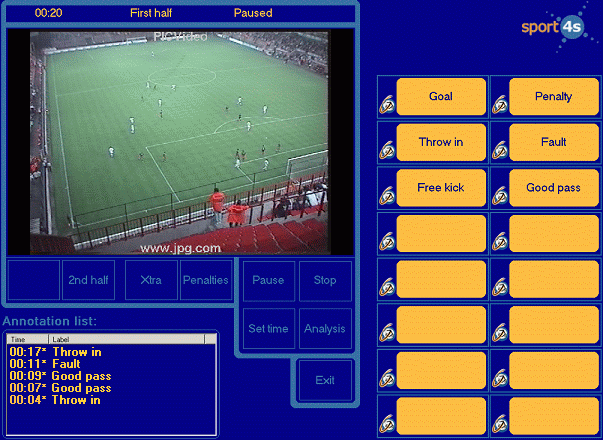 00:20 First half Paused
sport 4s
PICVideo
www.jpg.com
Goal Penalty
Throw in Fault
Free kick Good pass
2nd half Xtra Penalties Pause Stop
Set time Analysis
Exit
Annotation list:
Time Label
00:17* Throw in
00:11* Fault
00:09* Good pass
00:07* Good pass
00:04* Throw in